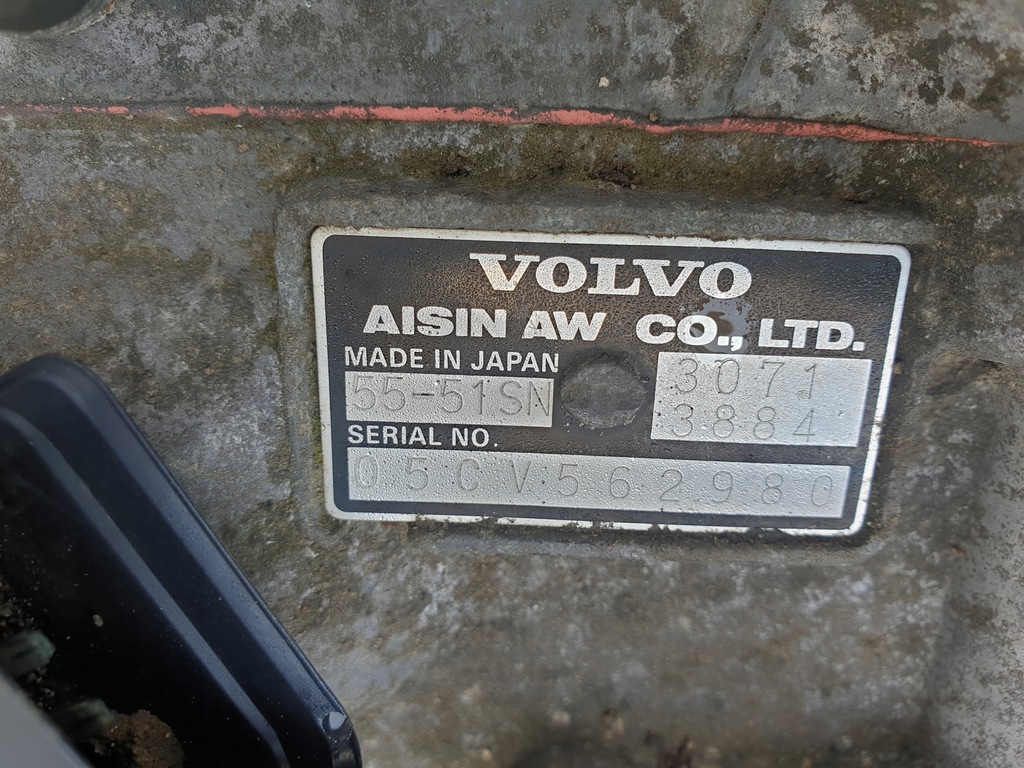 VOLVO
AISIN AW CO., LTD.
MADE IN JAPAN
55-51SN
3071
3884
SERIAL NO.
05CV562980